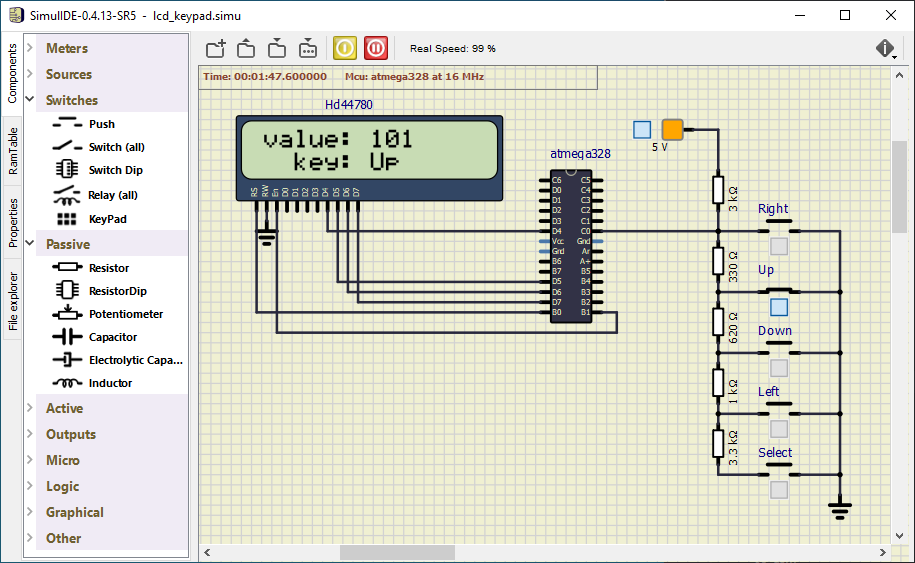 SimulIDE-0.4.13-SR5 - lcd_keypad.simu
Components
RamTable
Properties
File explorer
Meters
Sources
Switches
Push
Switch (all)
Switch Dip
Relay (all)
KeyPad
Passive
Resistor
ResistorDip
Potentiometer
Capacitor
Electrolytic Capa...
Inductor
Active
Outputs
Micro
Logic
Graphical
Other
Real Speed: 99 %
Time: 00:01:47.600000 Mcu: atmega328 at 16 MHz
Hd44780
value: 101
key: Up
RS RW En D0 D1 D2 D3 D4 D5 D6 D7
atmega328
C6 C5
D0 C4
D1 C3
D2 C2
D3 C1
D4 C0
Vcc Gnd
Gnd Ar
B6 A+
B7 B5
D5 B4
D6 B3
D7 B2
B0 B1
5 V
3 kΩ
Right
330 Ω
Up
620 Ω
Down
1 kΩ
Left
3.3 kΩ
Select